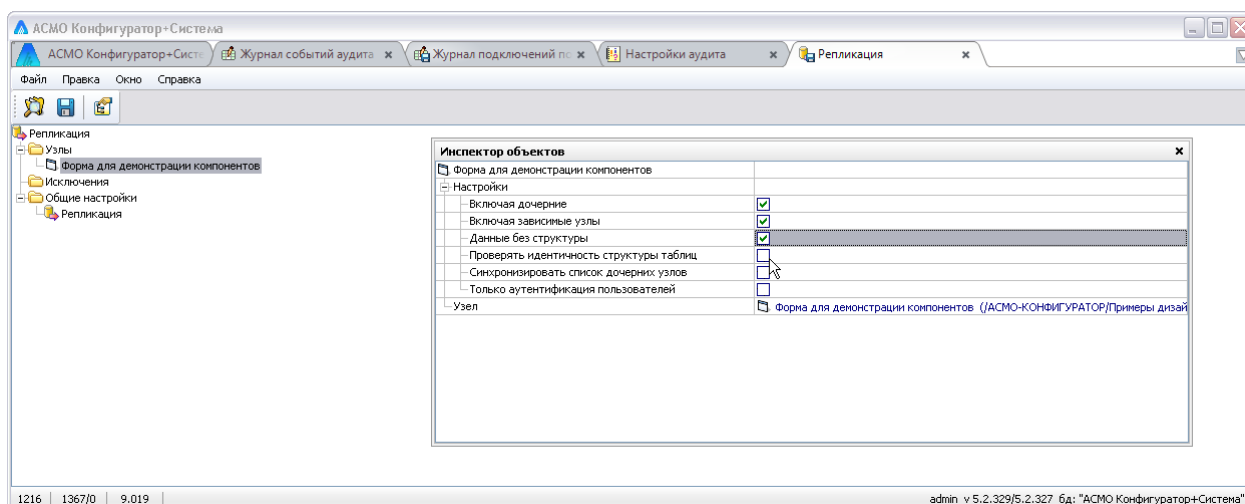 АСМО Конфигуратор+Система
АСМО Конфигуратор+Систе
Журнал событий аудита
Журнал подключений по
Настройки аудита
Репликация
Файл Правка Окно Справка
Репликация
Узлы
Форма для демонстрации компонентов
Исключения
Общие настройки
Репликация
Инспектор объектов
Форма для демонстрации компонентов
Настройки
Включая дочерние
Включая зависимые узлы
Данные без структуры
Проверять идентичность структуры таблиц
Синхронизировать список дочерних узлов
Только аутентификация пользователей
Узел Форма для демонстрации компонентов (/АСМО-КОНФИГУРАТОР/Примеры дизай
1216 1367/0 9.019 admin v 5.2.329/5.2.327 бд: "АСМО Конфигуратор+Система"